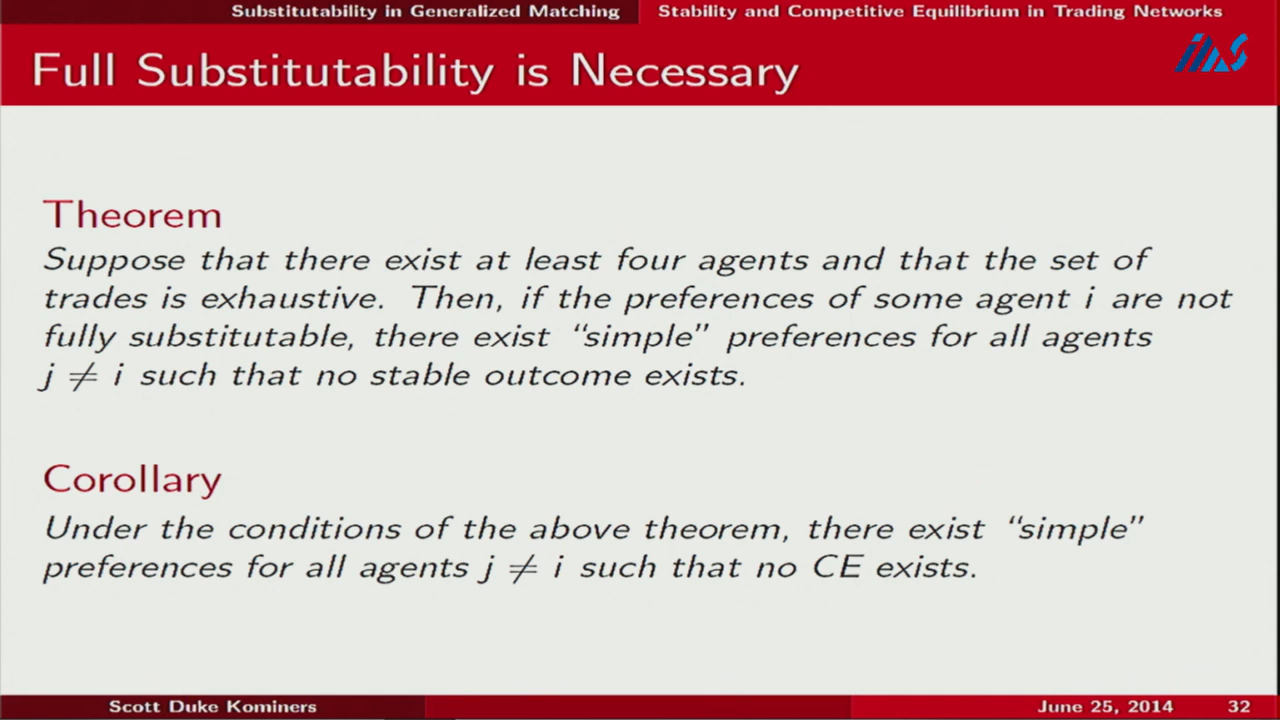 Substitutability in Generalized Matching Stability and Competitive Equilibrium in Trading Networks
Full Substitutability is Necessary
ims
Theorem
Suppose that there exist at least four agents and that the set of
trades is exhaustive. Then, if the preferences of some agent i are not
fully substitutable, there exist “simple” preferences for all agents
j ≠ i such that no stable outcome exists.
Corollary
Under the conditions of the above theorem, there exist “simple”
preferences for all agents j ≠ i such that no CE exists.
Scott Duke Kominers June 25, 2014 32